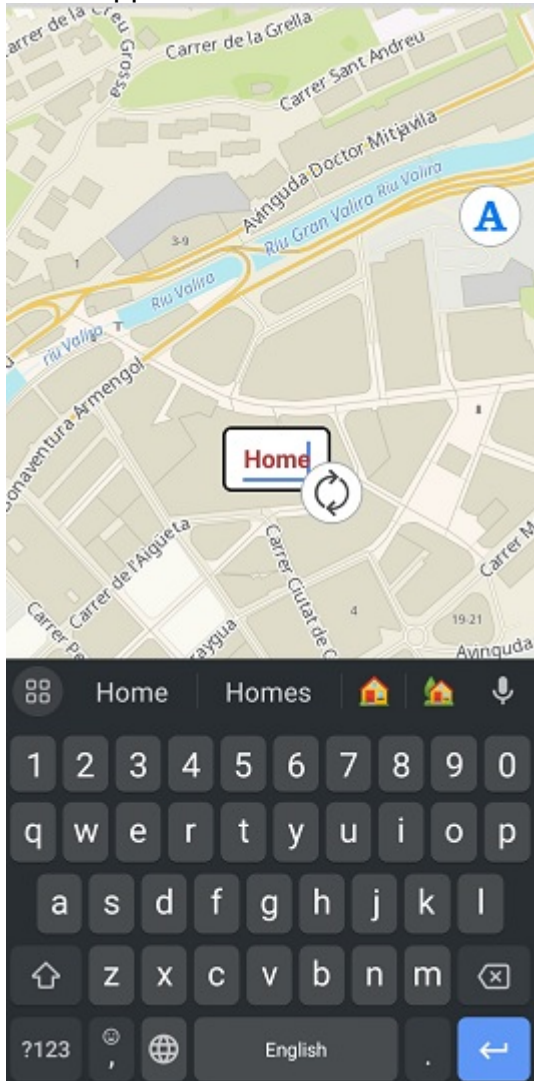 Carrer de la Creu Grossa
Carrer de la Grella
Carrer Sant Andreu
Avinguda Doctor Mitjavila
Riu Gran Valira Riu Valira
A
3-9
1
Riu Valira
riu Valira
T
Bonaventura Armengol
8
Home
Carrer de l'Aigüeta
Carrer Ciutat de C
4
Carrer M
19-21
Carrer Pe
raygua
Avinguda
Home Homes
1 2 3 4 5 6 7 8 9 0
q w e r t y u i o p
a s d f g h j k l
z x c v b n m
?123 , English .